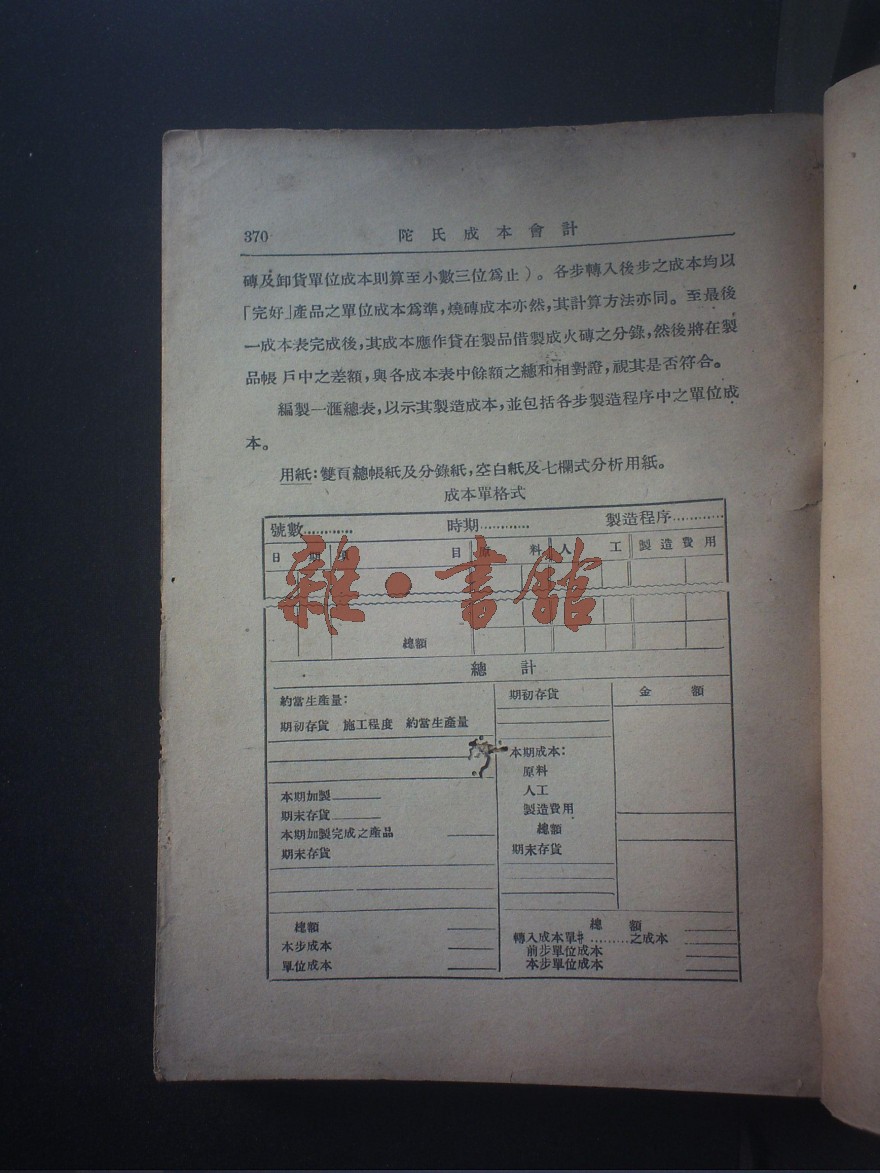 370 陀氏成本會計
磚及卸貨單位成本則算至小數三位爲止）。各步轉入後步之成本均以
「完好」產品之單位成本爲準，燒磚成本亦然，其計算方法亦同。至最後
一成本表完成後，其成本應作貸在製品借製成火磚之分錄，然後將在製
品帳戶中之差額，與各成本表中餘額之總和相對證，視其是否符合。
編製一滙總表，以示其製造成本，並包括各步製造程序中之單位成
本。
用紙：雙頁總帳紙及分錄紙，空白紙及七欄式分析用紙。
成本單格式
號數………… 時期………… 製造程序…………
日期 項目 原料 人工 製造費用
雜·書館
總額
總計
約當生產量：
期初存貨 施工程度 約當生產量
本期加製
期末存貨
本期加製完成之產品
期末存貨
總額
本步成本
單位成本
期初存貨 金額
本期成本：
原料
人工
製造費用
總額
期末存貨
總額
轉入成本單#………之成本
前步單位成本
本步單位成本